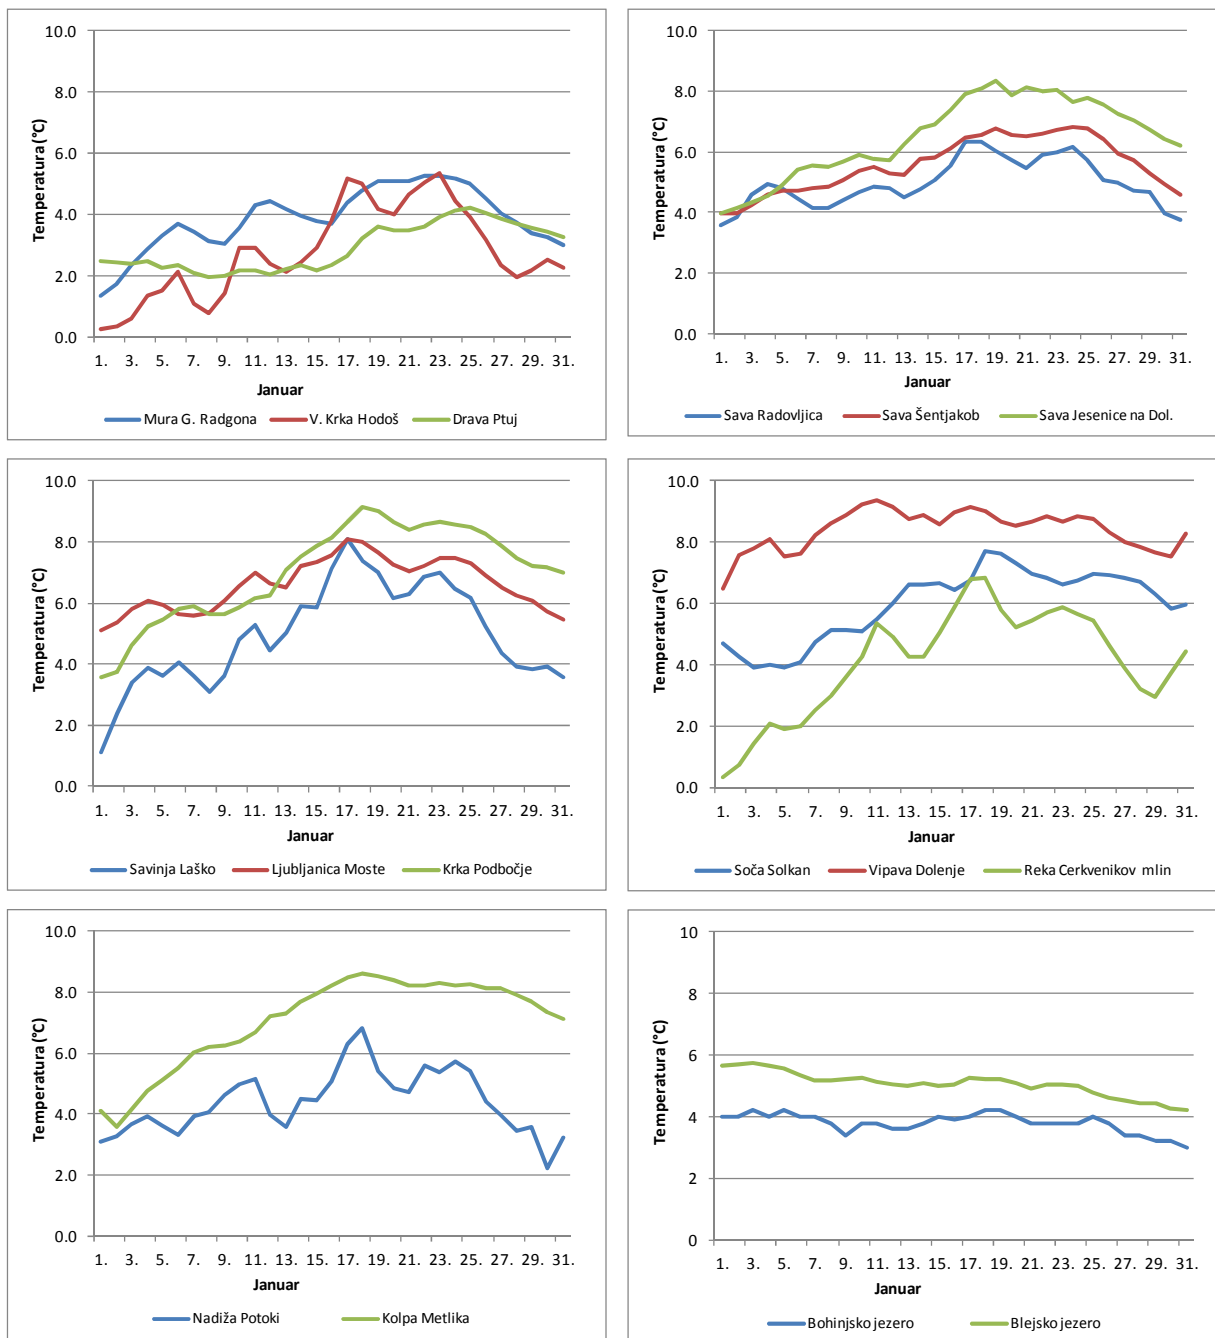 10.0
8.0
6.0
4.0
2.0
0.0
Temperatura (°C)
1. 3. 5. 7. 9. 11. 13. 15. 17. 19. 21. 23. 25. 27. 29. 31.
Januar
Mura G. Radgona V. Krka Hodoš Drava Ptuj
10.0
8.0
6.0
4.0
2.0
0.0
Temperatura (°C)
1. 3. 5. 7. 9. 11. 13. 15. 17. 19. 21. 23. 25. 27. 29. 31.
Januar
Sava Radovljica Sava Šentjakob Sava Jesenice na Dol.
10.0
8.0
6.0
4.0
2.0
0.0
Temperatura (°C)
1. 3. 5. 7. 9. 11. 13. 15. 17. 19. 21. 23. 25. 27. 29. 31.
Januar
Savinja Laško Ljubljanica Moste Krka Podbočje
10.0
8.0
6.0
4.0
2.0
0.0
Temperatura (°C)
1. 3. 5. 7. 9. 11. 13. 15. 17. 19. 21. 23. 25. 27. 29. 31.
Januar
Soča Solkan Vipava Dolenje Reka Cerkvenikov mlin
10.0
8.0
6.0
4.0
2.0
0.0
Temperatura (°C)
1. 3. 5. 7. 9. 11. 13. 15. 17. 19. 21. 23. 25. 27. 29. 31.
Januar
Nadiža Potoki Kolpa Metlika
10
8
6
4
2
0
Temperatura (°C)
1. 3. 5. 7. 9. 11. 13. 15. 17. 19. 21. 23. 25. 27. 29. 31.
Januar
Bohinjsko jezero Blejsko jezero